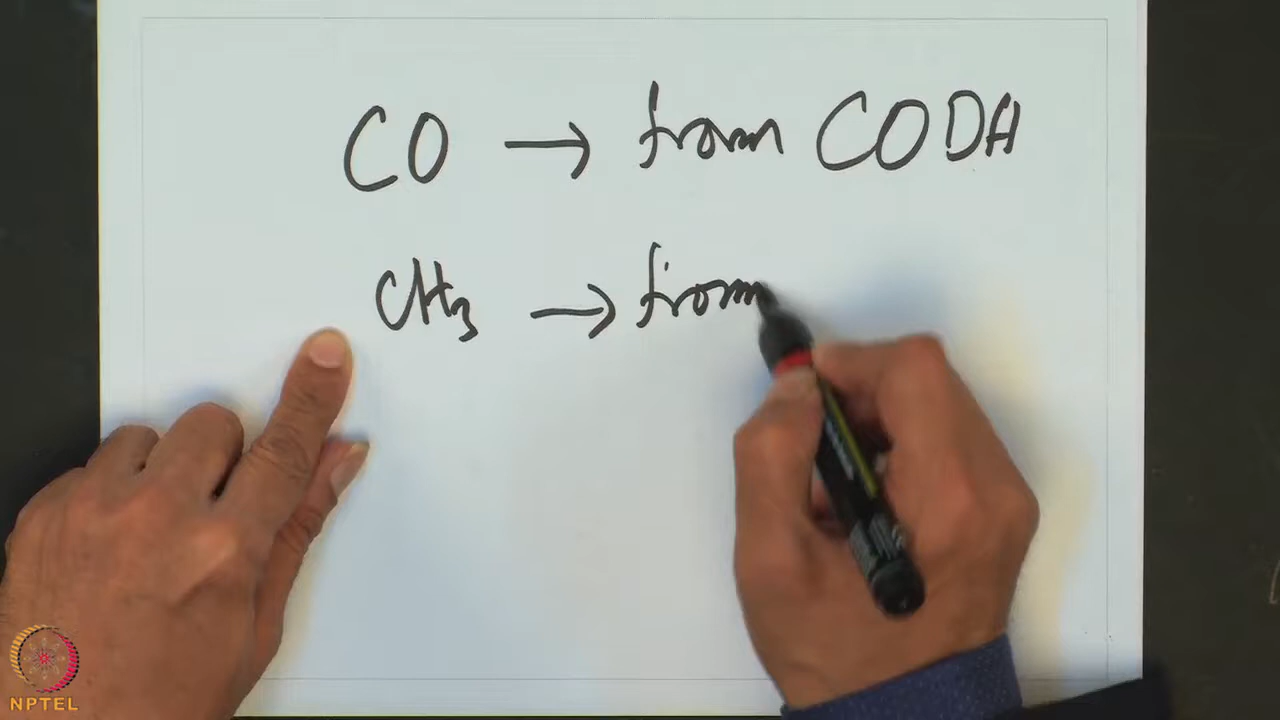 CO → from CODH
CH3 → from
NPTEL